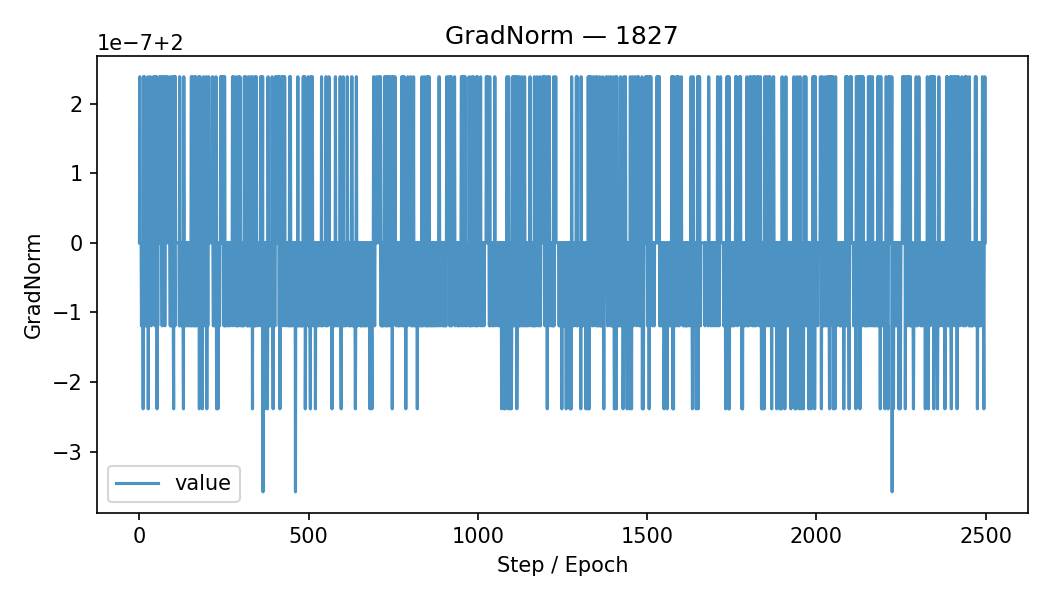 GradNorm — 1827
1e−7+2
2
1
0
−1
−2
−3
GradNorm
value
0 500 1000 1500 2000 2500
Step / Epoch